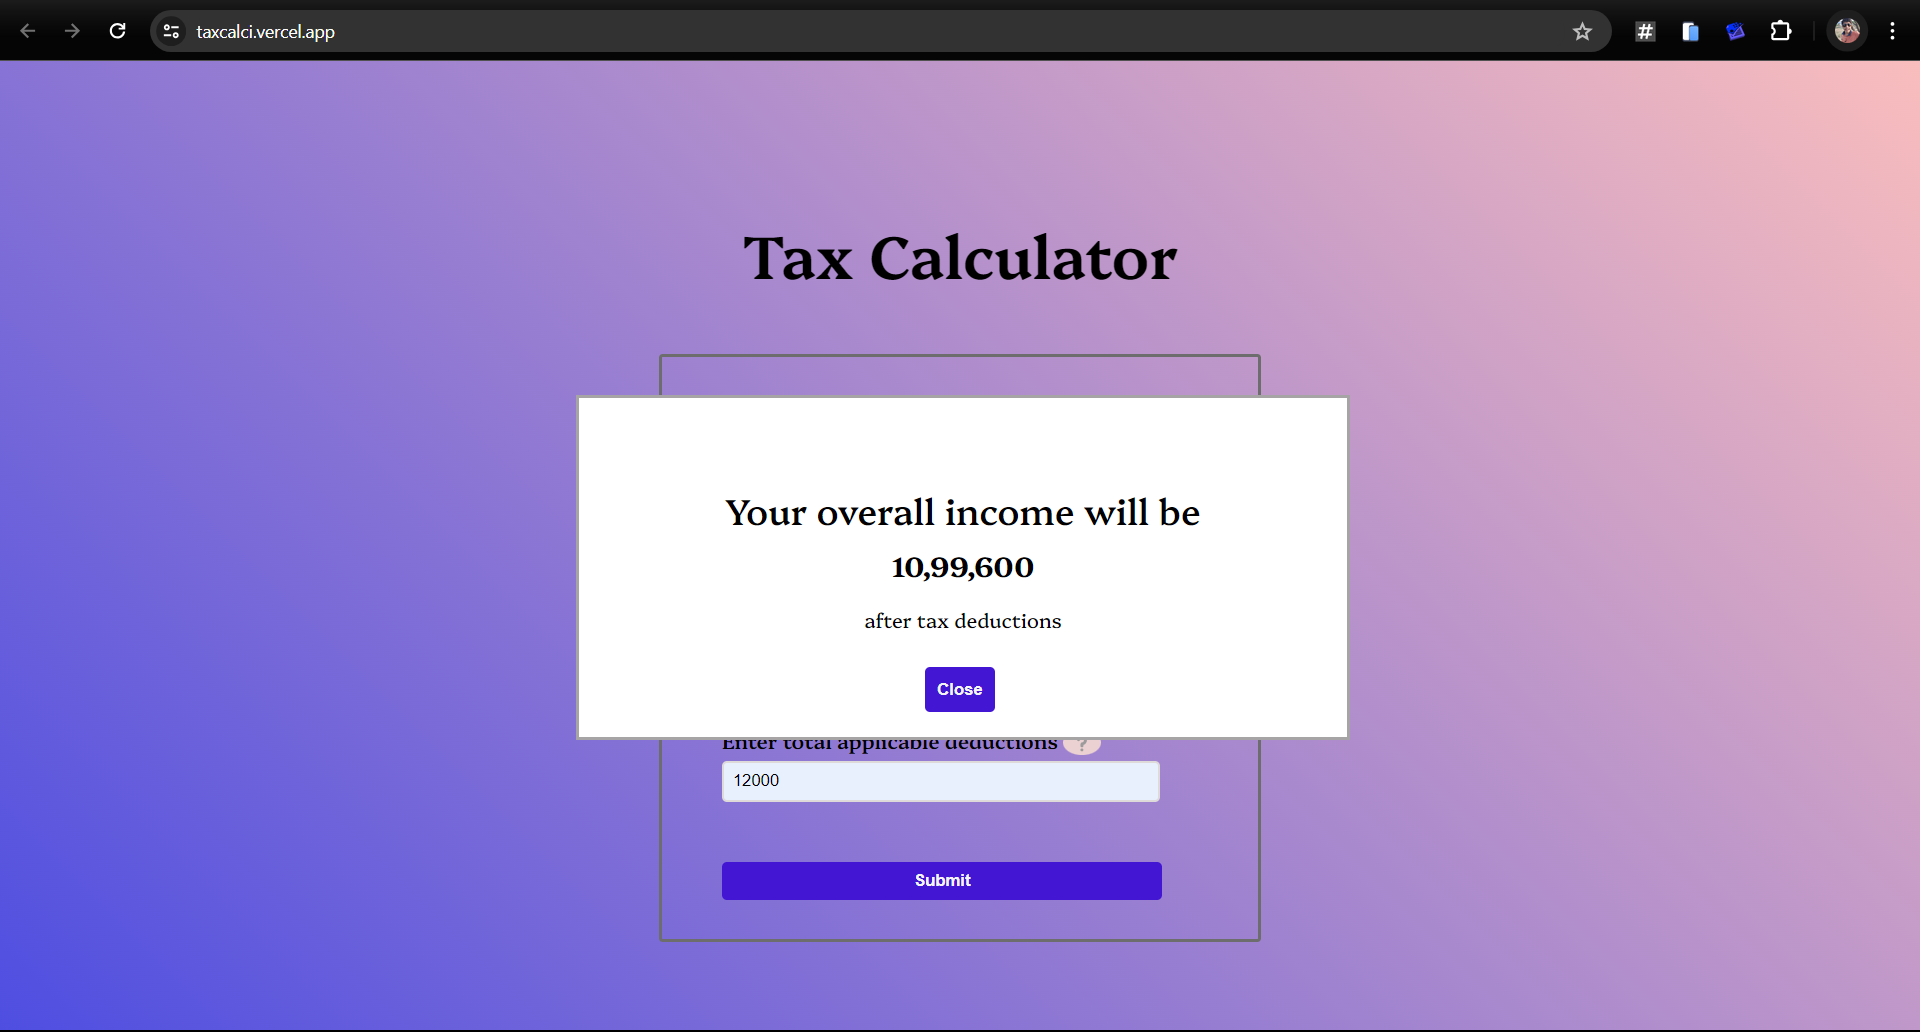 taxcalci.vercel.app
Tax Calculator
Your overall income will be
10,99,600
after tax deductions
Close
Enter total applicable deductions ?
12000
Submit